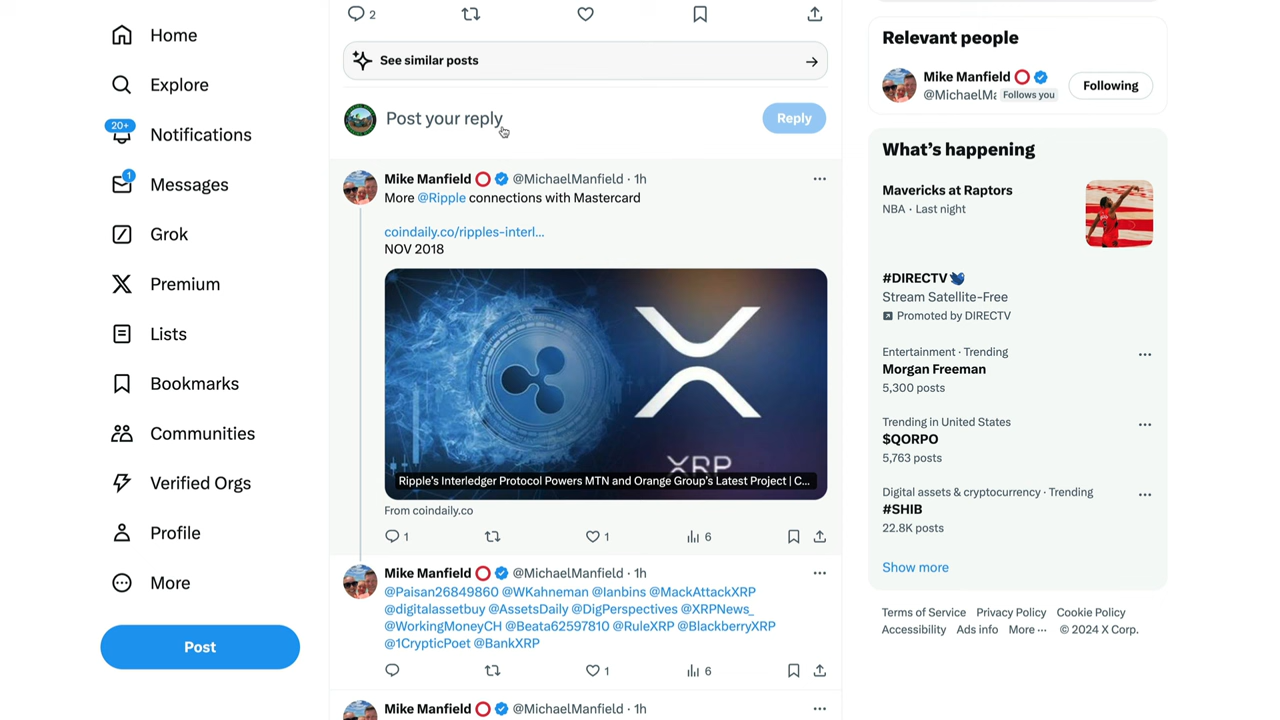 Home
Explore
20+
Notifications
1
Messages
Grok
Premium
Lists
Bookmarks
Communities
Verified Orgs
Profile
More
Post
2
See similar posts
Post your reply
Reply
Mike Manfield @MichaelManfield · 1h
More @Ripple connections with Mastercard
coindaily.co/ripples-interl...
NOV 2018
XRP
Ripple's Interledger Protocol Powers MTN and Orange Group's Latest Project | C...
From coindaily.co
1 1 6
Mike Manfield @MichaelManfield · 1h
@Paisan26849860 @WKahneman @Ianbins @MackAttackXRP
@digitalassetbuy @AssetsDaily @DigPerspectives @XRPNews_
@WorkingMoneyCH @Beata62597810 @RuleXRP @BlackberryXRP
@1CrypticPoet @BankXRP
1 6
Mike Manfield @MichaelManfield · 1h
Relevant people
Mike Manfield
@MichaelMa Follows you
Following
What's happening
Mavericks at Raptors
NBA · Last night
#DIRECTV
Stream Satellite-Free
Promoted by DIRECTV
Entertainment · Trending
Morgan Freeman
5,300 posts
Trending in United States
$QORPO
5,763 posts
Digital assets & cryptocurrency · Trending
#SHIB
22.8K posts
Show more
Terms of Service Privacy Policy Cookie Policy
Accessibility Ads info More ··· © 2024 X Corp.